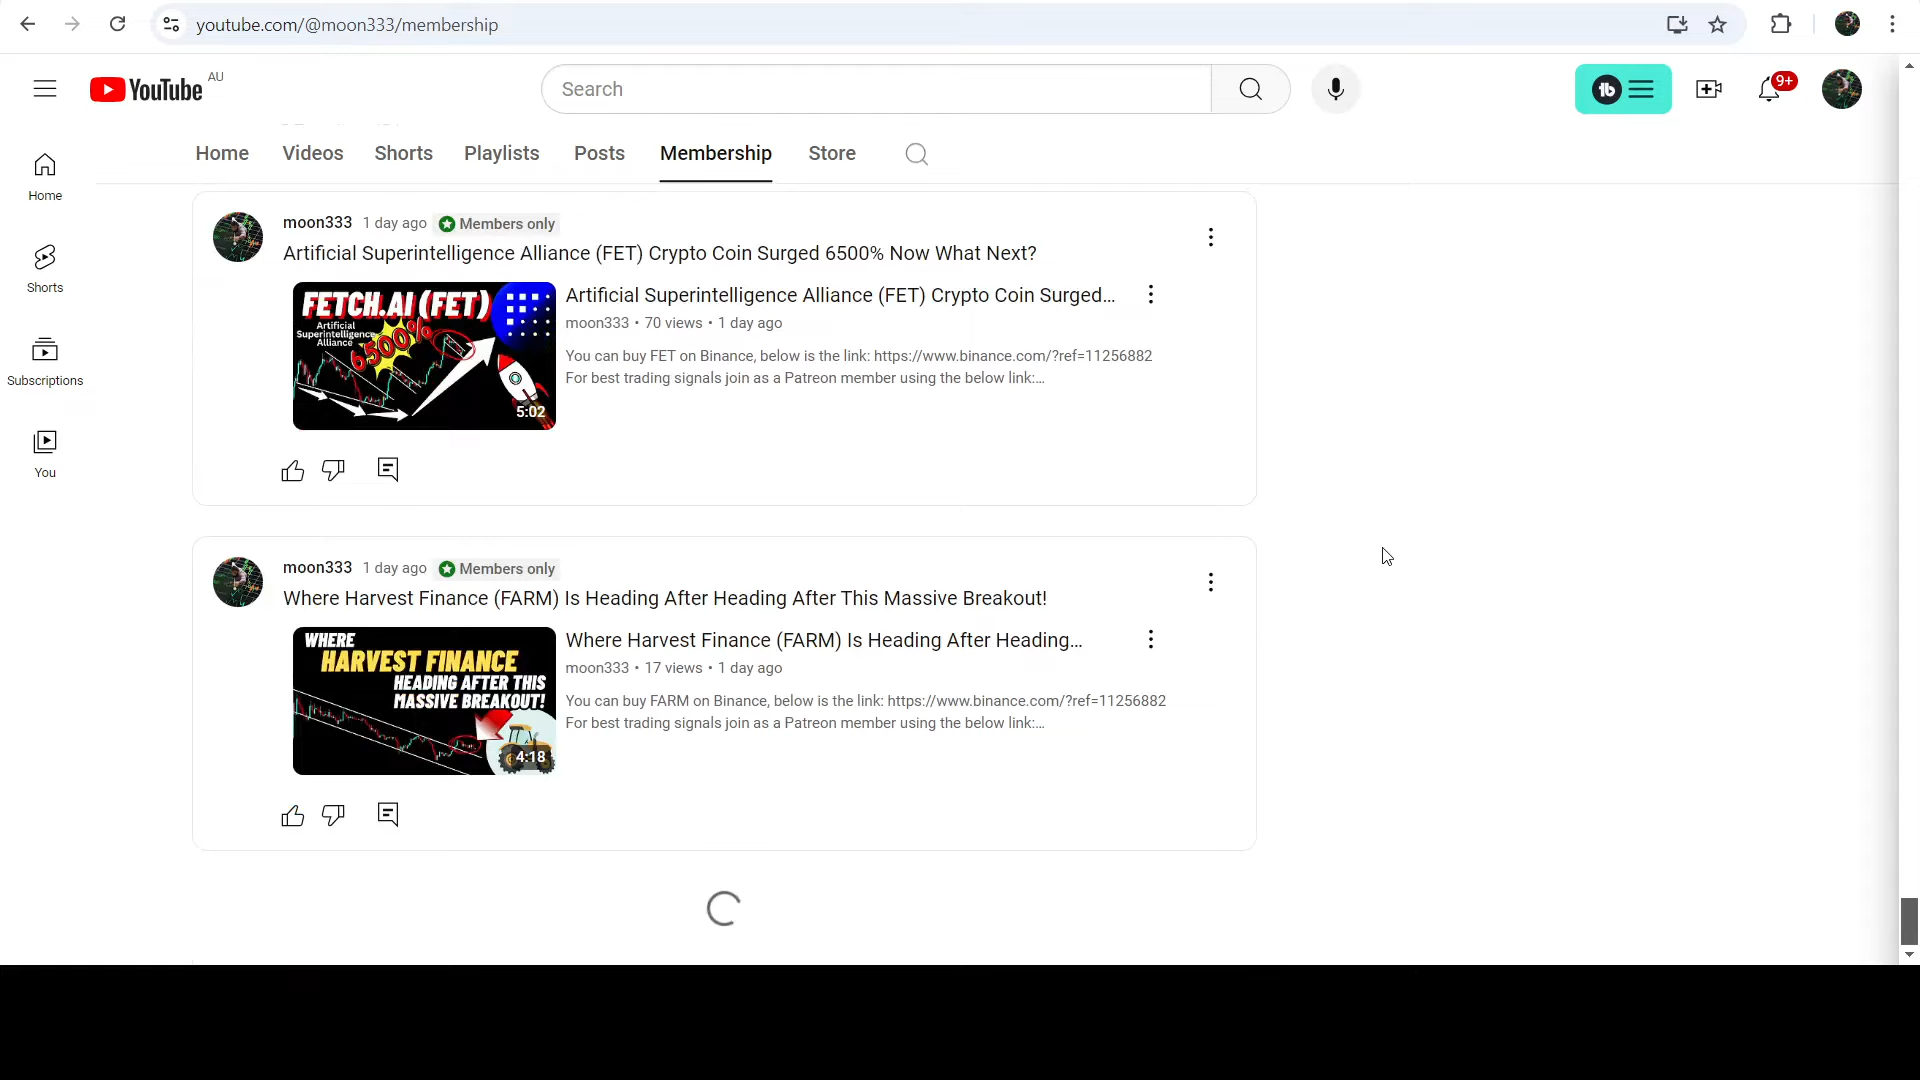 youtube.com/@moon333/membership
YouTube AU
Search
9+
Home
Videos
Shorts
Playlists
Posts
Membership
Store
Home
Shorts
Subscriptions
You
moon333 1 day ago Members only
Artificial Superintelligence Alliance (FET) Crypto Coin Surged 6500% Now What Next?
FETCH.AI (FET)
Artificial
Superintelligence
Alliance
6500%
5:02
Artificial Superintelligence Alliance (FET) Crypto Coin Surged...
moon333 • 70 views • 1 day ago
You can buy FET on Binance, below is the link: https://www.binance.com/?ref=11256882
For best trading signals join as a Patreon member using the below link:...
moon333 1 day ago Members only
Where Harvest Finance (FARM) Is Heading After Heading After This Massive Breakout!
WHERE
HARVEST FINANCE
HEADING AFTER THIS
MASSIVE BREAKOUT!
4:18
Where Harvest Finance (FARM) Is Heading After Heading...
moon333 • 17 views • 1 day ago
You can buy FARM on Binance, below is the link: https://www.binance.com/?ref=11256882
For best trading signals join as a Patreon member using the below link:...